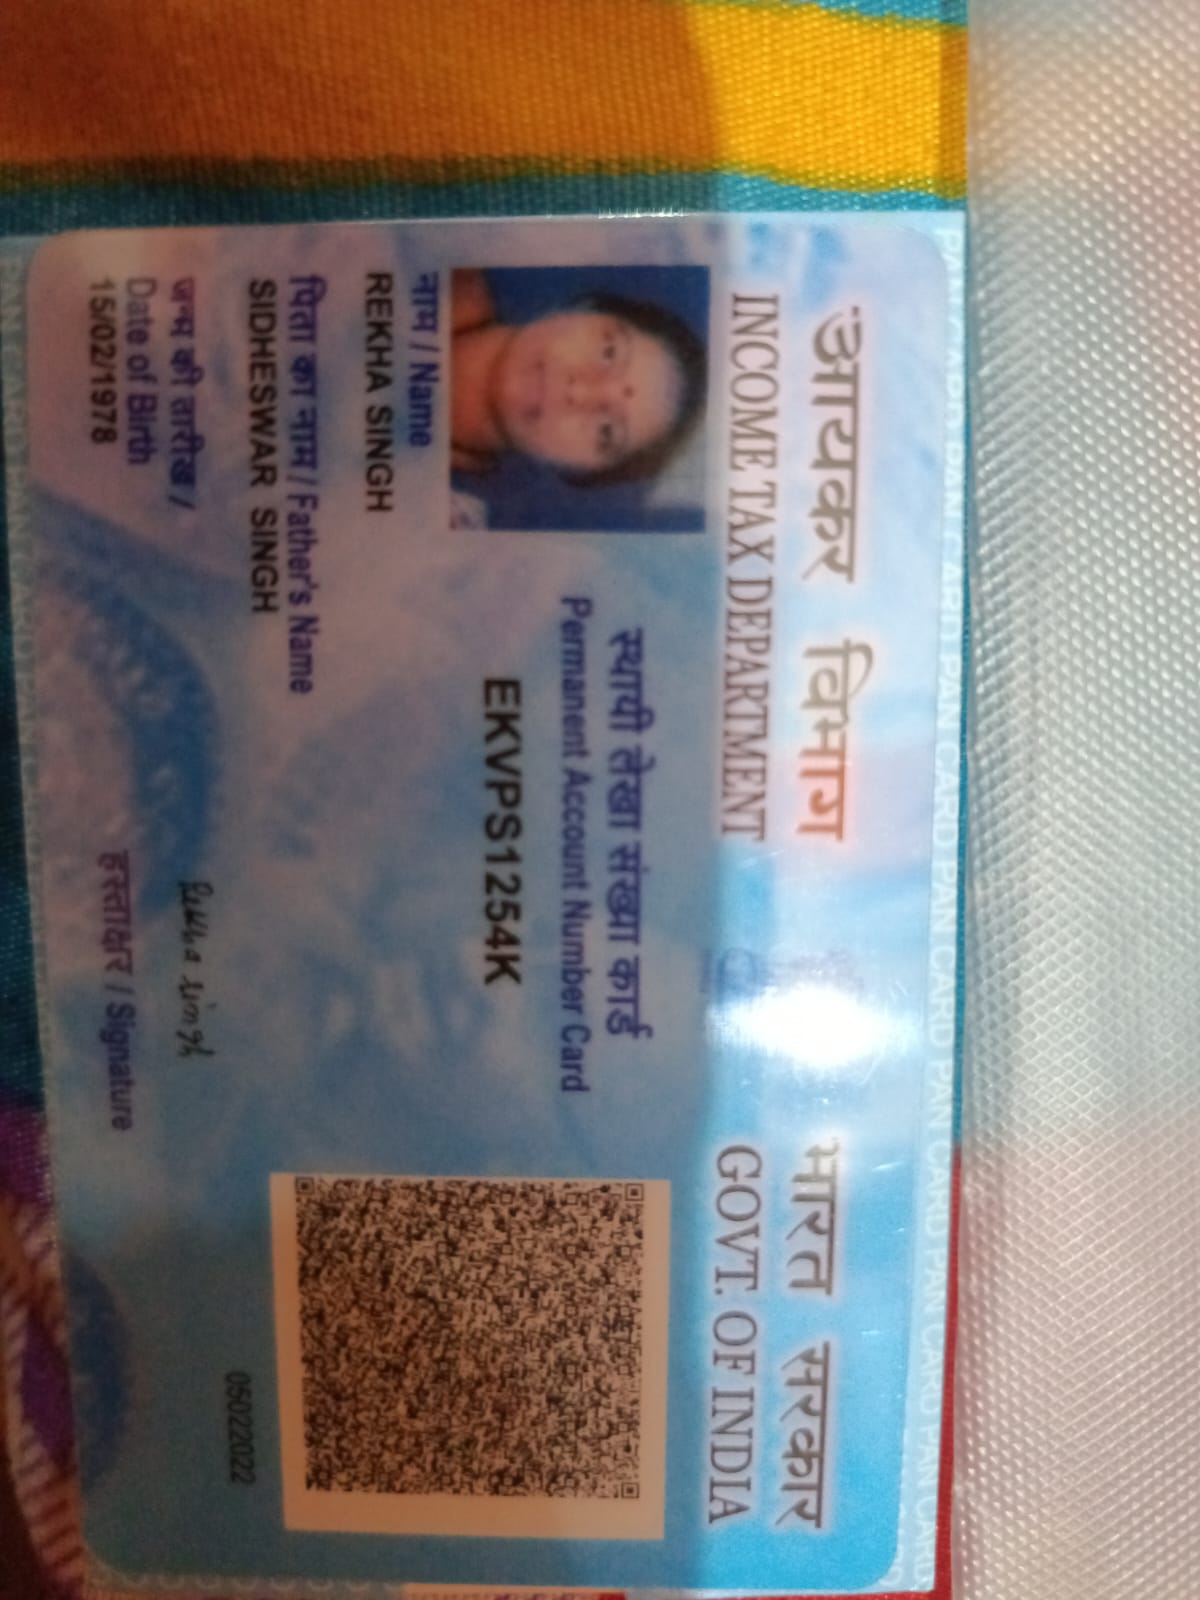 आयकर विभाग
INCOME TAX DEPARTMENT
भारत सरकार
GOVT. OF INDIA
स्थायी लेखा संख्या कार्ड
Permanent Account Number Card
EKVPS1254K
नाम / Name
REKHA SINGH
पिता का नाम / Father's Name
SIDHESWAR SINGH
जन्म की तारीख /
Date of Birth
15/02/1978
Rekha Singh
हस्ताक्षर / Signature
05022022
PAN CARD PAN CARD PAN CARD PAN CARD PAN CARD PAN CARD